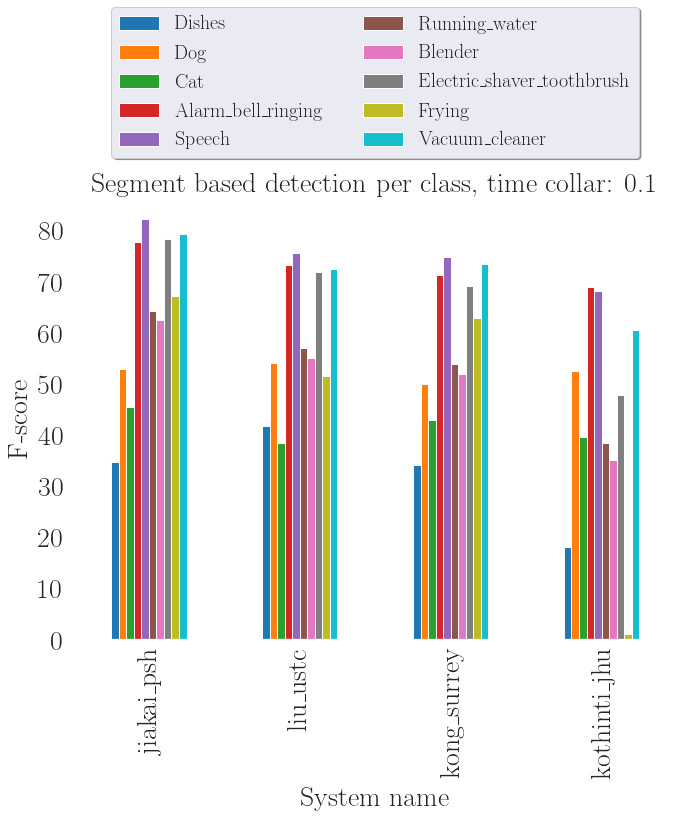 Dishes
Dog
Cat
Alarm_bell_ringing
Speech
Running_water
Blender
Electric_shaver_toothbrush
Frying
Vacuum_cleaner
Segment based detection per class, time collar: 0.1
80
70
60
50
40
30
20
10
0
F-score
jiakai_psh
liu_ustc
kong_surrey
kothinti_jhu
System name